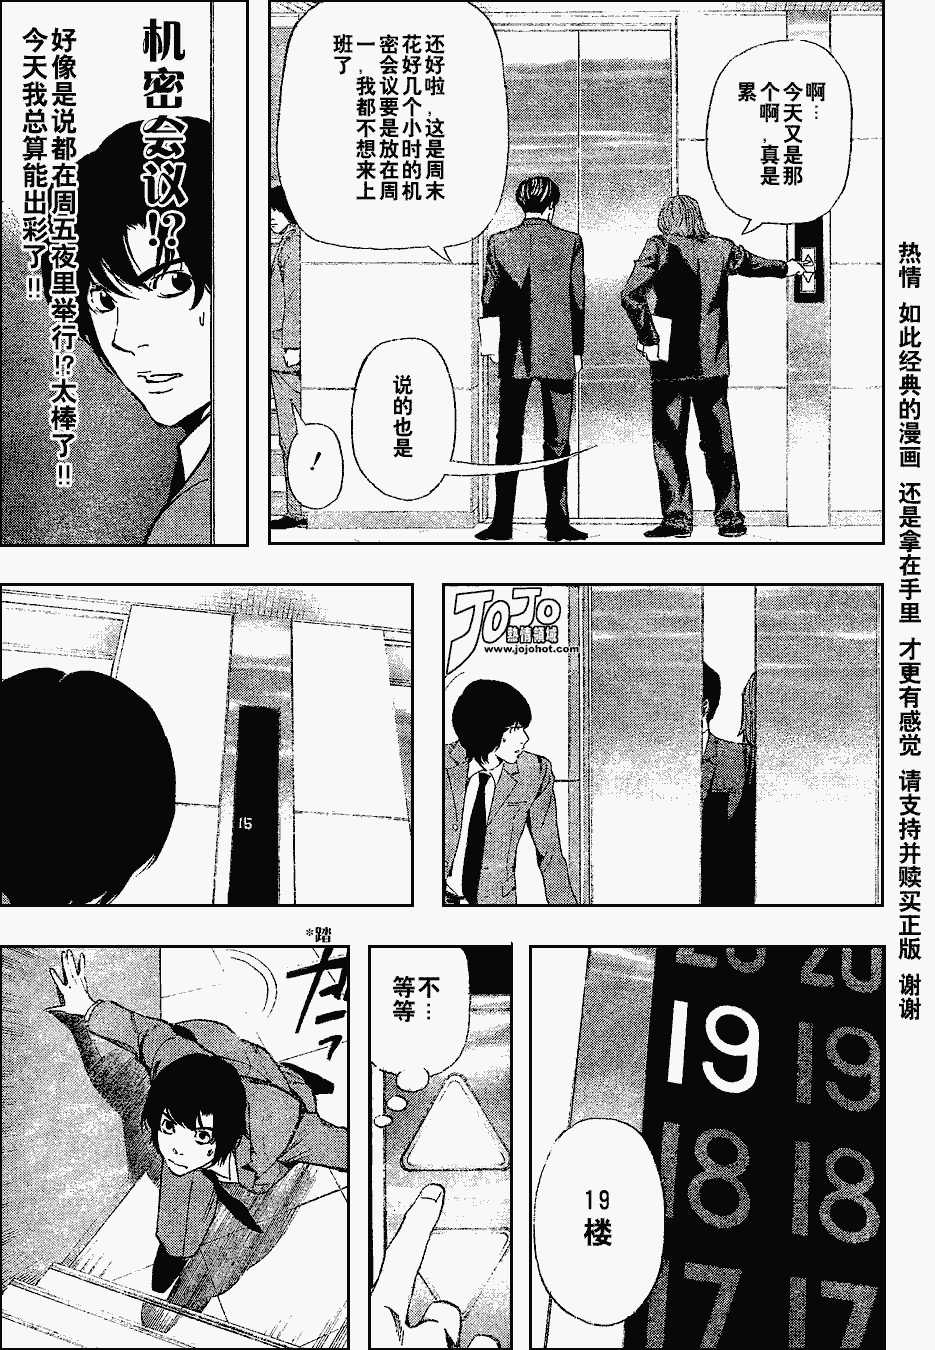 啊…
今天又是那
个啊，真是
累
还好啦，这是周末
花好几个小时的机
密会议要是放在周
一，我都不想来上
班了
说的也是
！
机密会议!?
好像是说都在周五夜里举行!?太棒了!!
今天我总算能出彩了!!
JOJO
热情领域
www.jojohot.com
15
20 20
19 19
18 18
17 17
19
楼
不…
等等
*踏
热情 如此经典的漫画 还是拿在手里 才更有感觉 请支持并赎买正版 谢谢